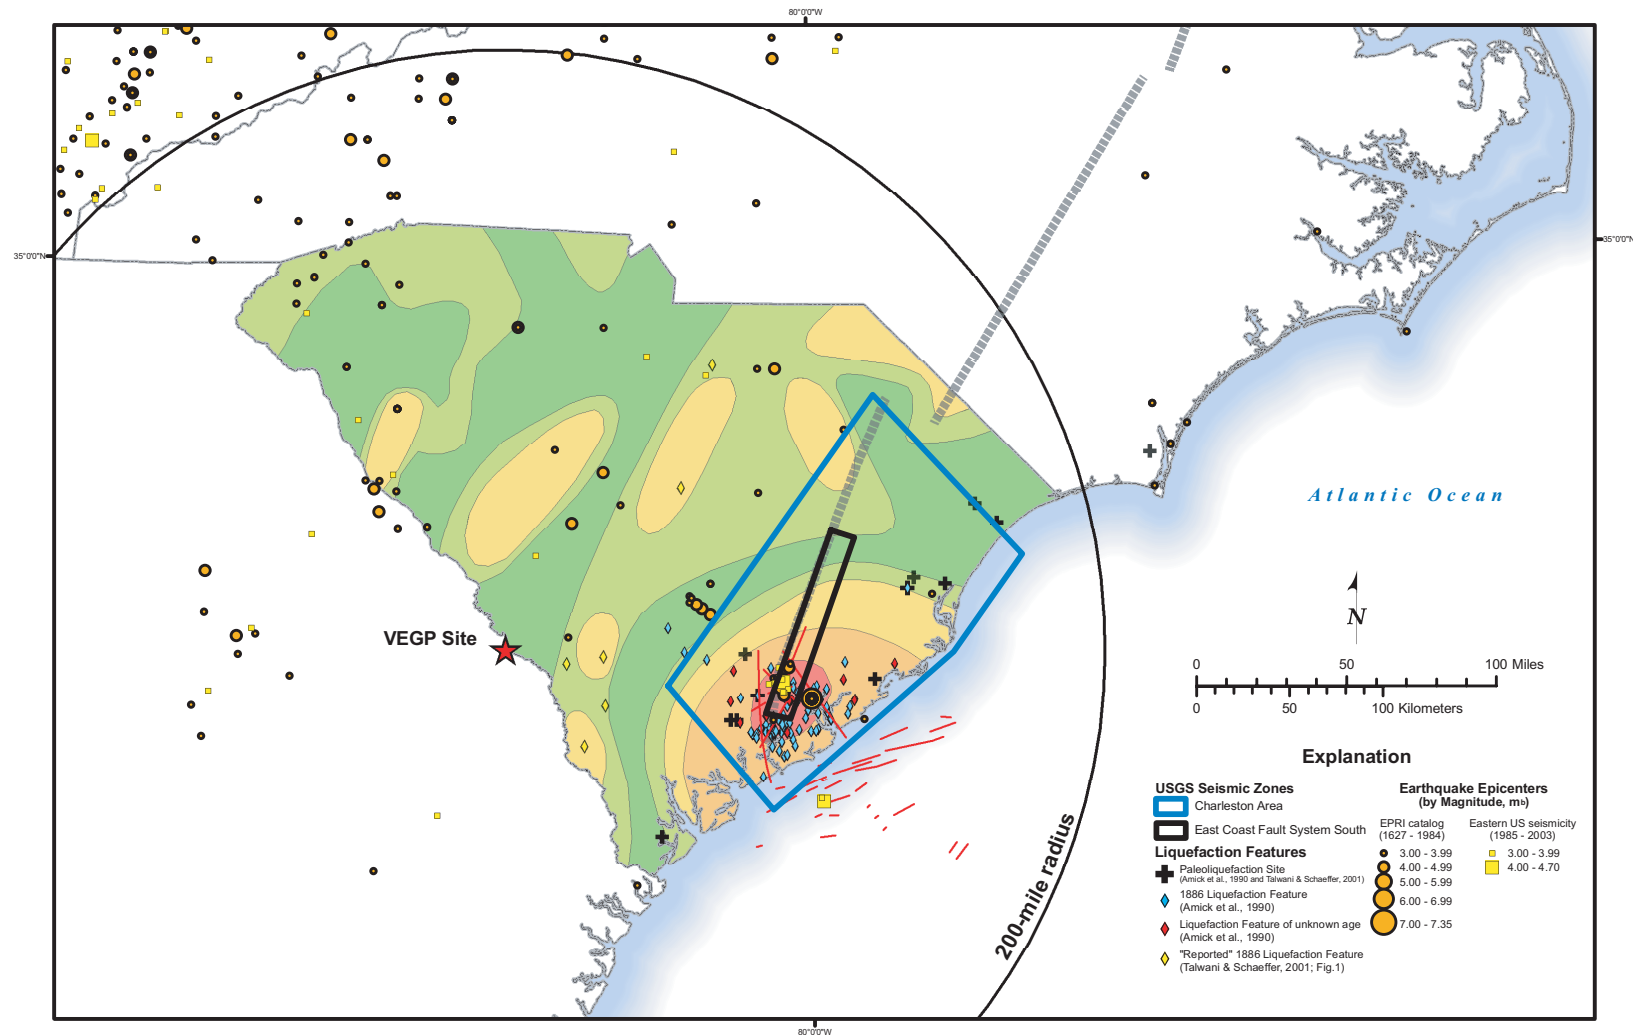 80°0'0"W
35°0'0"N
35°0'0"N
Atlantic Ocean
VEGP Site
N
0 50 100 Miles
0 50 100 Kilometers
200-mile radius
Explanation
USGS Seismic Zones
Charleston Area
East Coast Fault System South
Liquefaction Features
Paleoliquefaction Site
(Amick et al., 1990 and Talwani & Schaeffer, 2001)
1886 Liquefaction Feature
(Amick et al., 1990)
Liquefaction Feature of unknown age
(Amick et al., 1990)
"Reported" 1886 Liquefaction Feature
(Talwani & Schaeffer, 2001; Fig.1)
Earthquake Epicenters
(by Magnitude, mb)
EPRI catalog
(1627 - 1984)
3.00 - 3.99
4.00 - 4.99
5.00 - 5.99
6.00 - 6.99
7.00 - 7.35
Eastern US seismicity
(1985 - 2003)
3.00 - 3.99
4.00 - 4.70
80°0'0"W